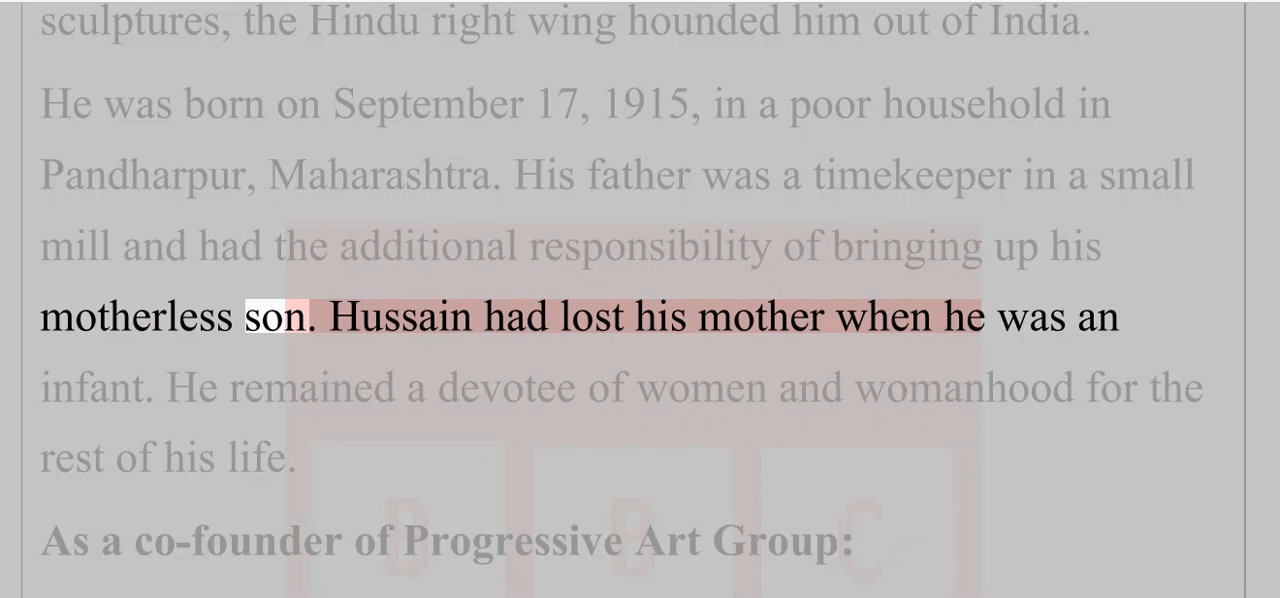 sculptures, the Hindu right wing hounded him out of India.
He was born on September 17, 1915, in a poor household in
Pandharpur, Maharashtra. His father was a timekeeper in a small
mill and had the additional responsibility of bringing up his
motherless son. Hussain had lost his mother when he was an
infant. He remained a devotee of women and womanhood for the
rest of his life.
As a co-founder of Progressive Art Group:
B B C